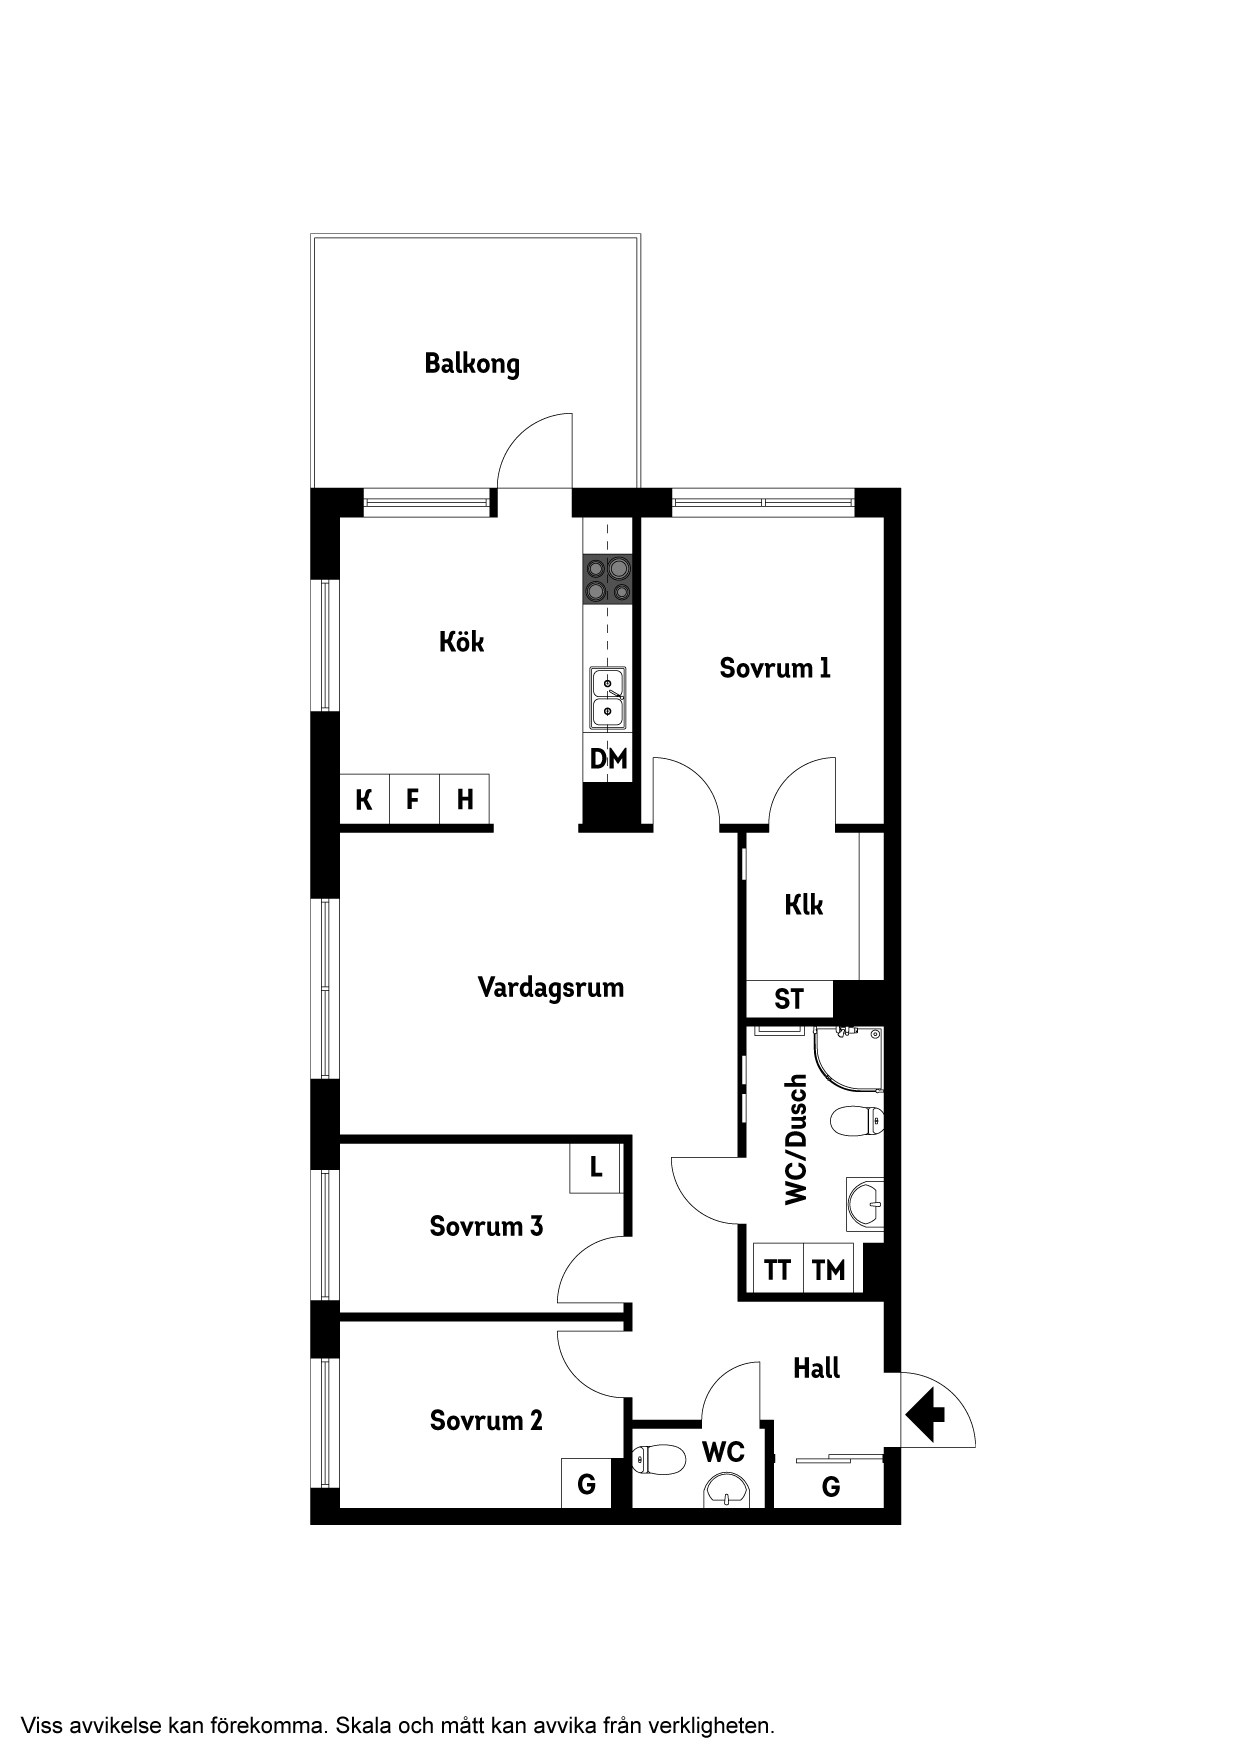 Balkong
Kök
Sovrum 1
DM
K F H
Klk
Vardagsrum
ST
WC/Dusch
L
Sovrum 3
TT TM
Hall
Sovrum 2
WC
G
G
Viss avvikelse kan förekomma. Skala och mått kan avvika från verkligheten.